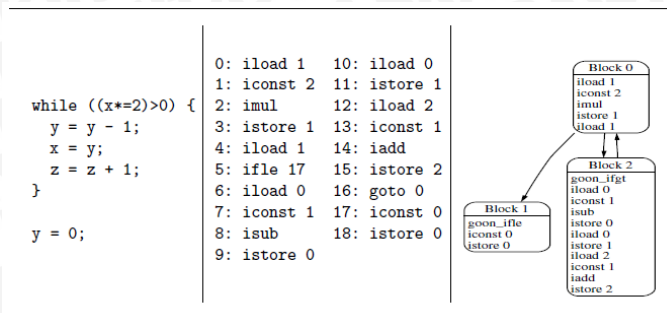 while ((x*=2)>0) {
y = y - 1;
x = y;
z = z + 1;
}
y = 0;
0: iload 1
1: iconst 2
2: imul
3: istore 1
4: iload 1
5: ifle 17
6: iload 0
7: iconst 1
8: isub
9: istore 0
10: iload 0
11: istore 1
12: iload 2
13: iconst 1
14: iadd
15: istore 2
16: goto 0
17: iconst 0
18: istore 0
Block 0
iload 1
iconst 2
imul
istore 1
iload 1
Block 1
goon_ifle
iconst 0
istore 0
Block 2
goon_ifgt
iload 0
iconst 1
isub
istore 0
iload 0
istore 1
iload 2
iconst 1
iadd
istore 2